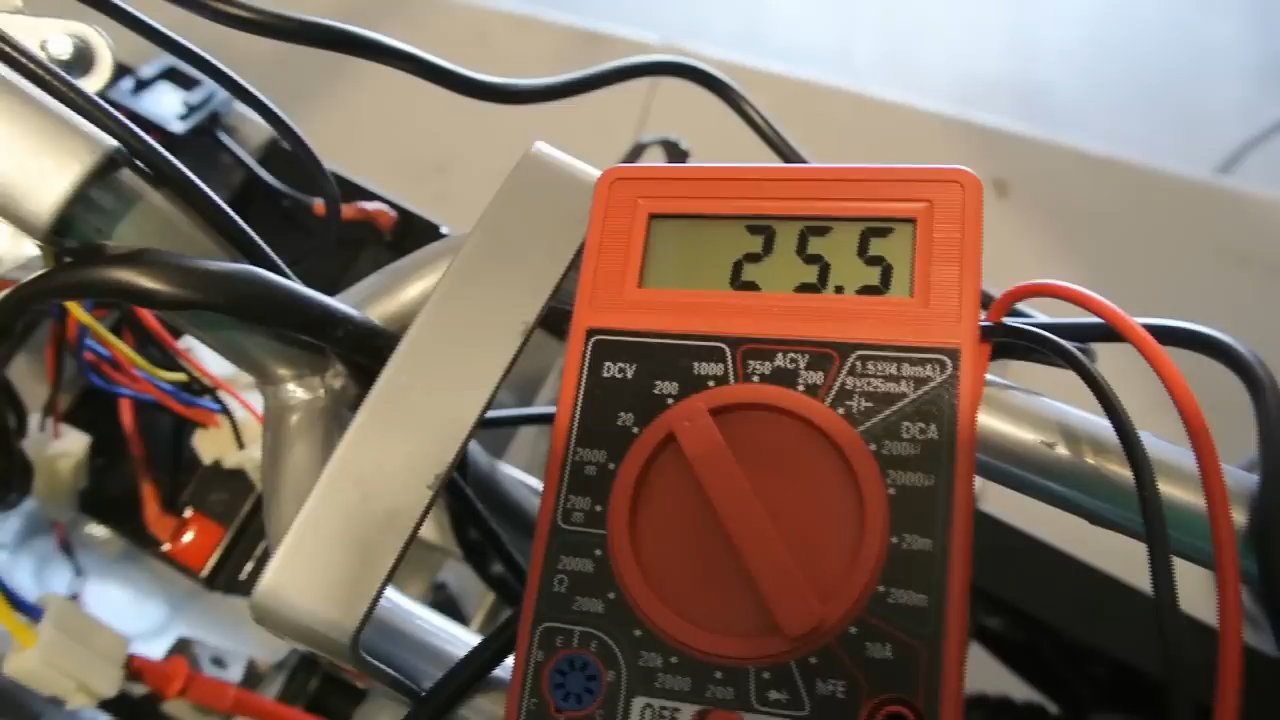 25.5
DCV
1000
750 ACV 200
1.5V(4.0mA)
9V(25mA)
200
20
DCA
200µ
2000
m
2000µ
200
m
20m
2000k
Ω
200k
200m
20k
2000
200
hFE
10A
E
E
B
B
C
C
OFF